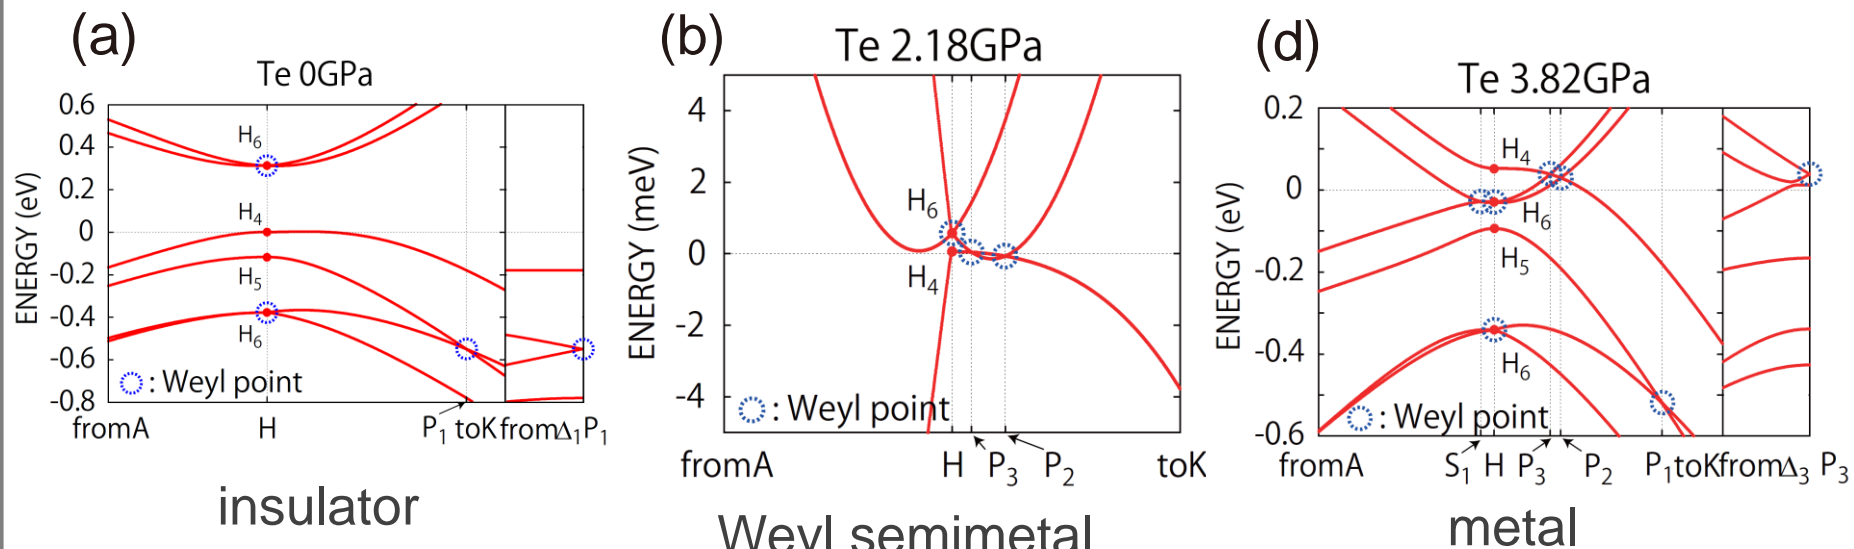 (a)
Te 0GPa
ENERGY (eV)
0.6
0.4
0.2
0
-0.2
-0.4
-0.6
-0.8
H6
H4
H5
H6
: Weyl point
fromA H P1 toK fromΔ1 P1
insulator
(b)
Te 2.18GPa
ENERGY (meV)
4
2
0
-2
-4
H6
H4
: Weyl point
fromA H P3 P2 toK
Weyl semimetal
(d)
Te 3.82GPa
ENERGY (eV)
0.2
0
-0.2
-0.4
-0.6
H4
H6
H5
H6
: Weyl point
fromA S1 H P3 P2 P1 toK fromΔ3 P3
metal